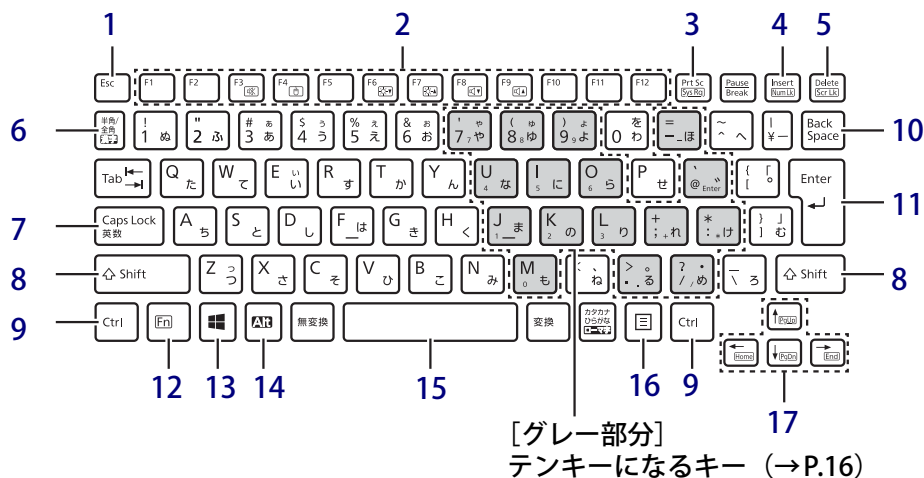 1 2 3 4 5
Esc F1 F2 F3 F4 F5 F6 F7 F8 F9 F10 F11 F12 Prt Sc Sys Rq Pause Break Insert Num Lk Delete Scr Lk
6 半角/全角 ! 1 ぬ " 2 ふ # 3 ぁ あ $ 4 ぅ う % 5 ぇ え & 6 ぉ お ' 7 7 ゃ や ( 8 8 ゅ ゆ ) 9 9 ょ よ 0 を わ = - - ほ ~ ^ へ | ¥ ー Back Space 10
Tab Q た W て E ぃ い R す T か Y ん U 4 な I 5 に O 6 ら P せ ` @ Enter ゛ { [ 「 ゜ Enter 11
7 Caps Lock 英数 A ち S と D し F は G き H く J 1 ま K 2 の L 3 り + ; + れ * : * け } ] 」 む
8 Shift Z っ つ X さ C そ V ひ B こ N み M 0 も < 、 ね > . . 。 る ? / / ・ め _ \ ろ Shift 8
9 Ctrl Fn Alt 無変換 変換 カタカナ ひらがな Ctrl PgUp
Home PgDn End
12 13 14 15 16 9 17
[グレー部分]
テンキーになるキー（→P.16）